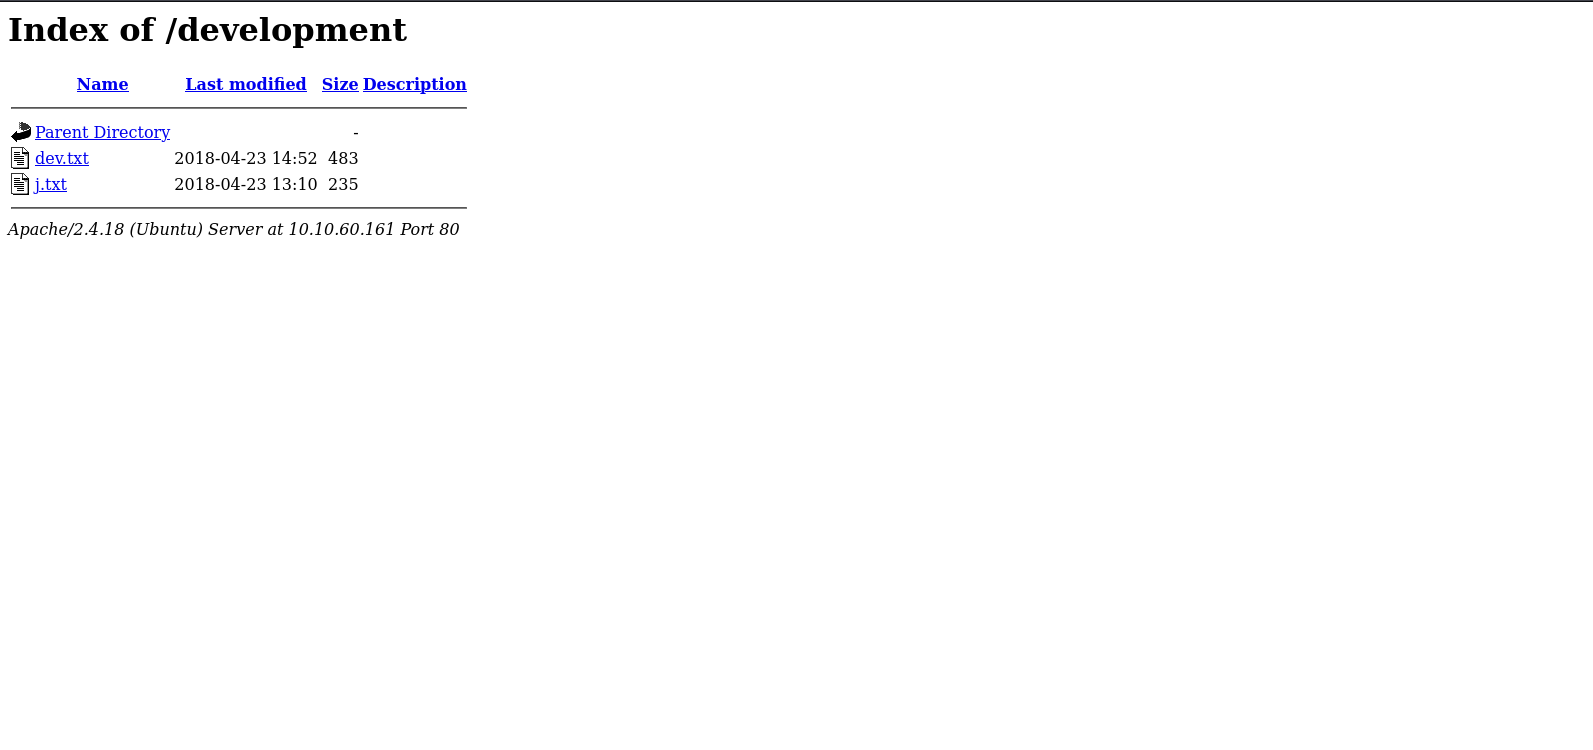 Index of /development
Name Last modified Size Description
Parent Directory -
dev.txt 2018-04-23 14:52 483
j.txt 2018-04-23 13:10 235
Apache/2.4.18 (Ubuntu) Server at 10.10.60.161 Port 80